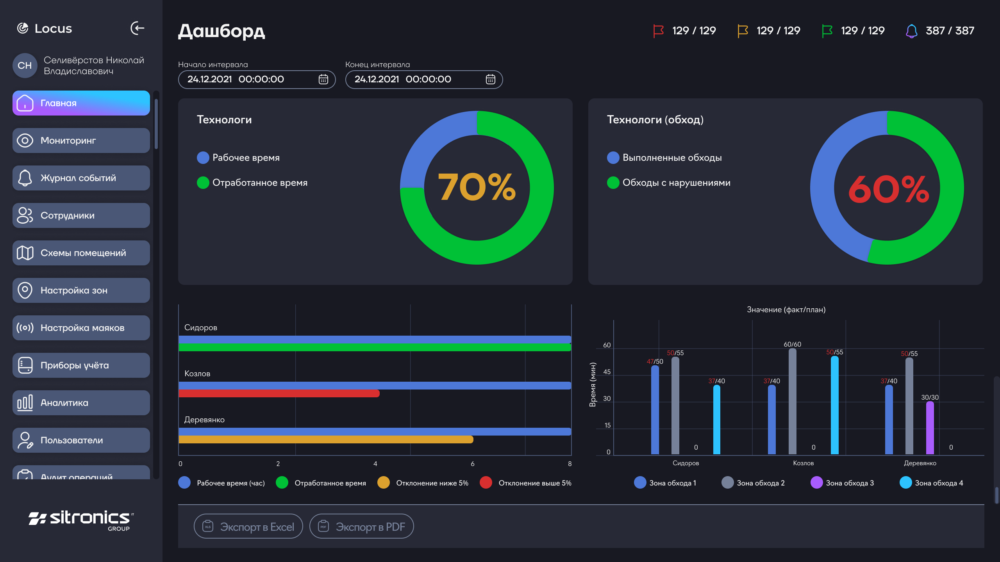 Locus
СН
Селивёрстов Николай
Владиславович
Главная
Мониторинг
Журнал событий
Сотрудники
Схемы помещений
Настройка зон
Настройка маяков
Приборы учёта
Аналитика
Пользователи
Аудит операций
sitronics IT
GROUP
Дашборд
129 / 129
129 / 129
129 / 129
387 / 387
Начало интервала
24.12.2021 00:00:00
Конец интервала
24.12.2021 00:00:00
Технологи
Рабочее время
Отработанное время
70%
Технологи (обход)
Выполненные обходы
Обходы с нарушениями
60%
Сидоров
Козлов
Деревянко
0 2 4 6 8
Рабочее время (час) Отработанное время Отклонение ниже 5% Отклонение выше 5%
Значение (факт/план)
Время (мин)
60
45
30
15
0
47/50
50/55
0
37/40
37/40
60/60
0
50/55
37/40
50/55
30/30
0
Сидоров Козлов Деревянко
Зона обхода 1 Зона обхода 2 Зона обхода 3 Зона обхода 4
XLS Экспорт в Excel
PDF Экспорт в PDF